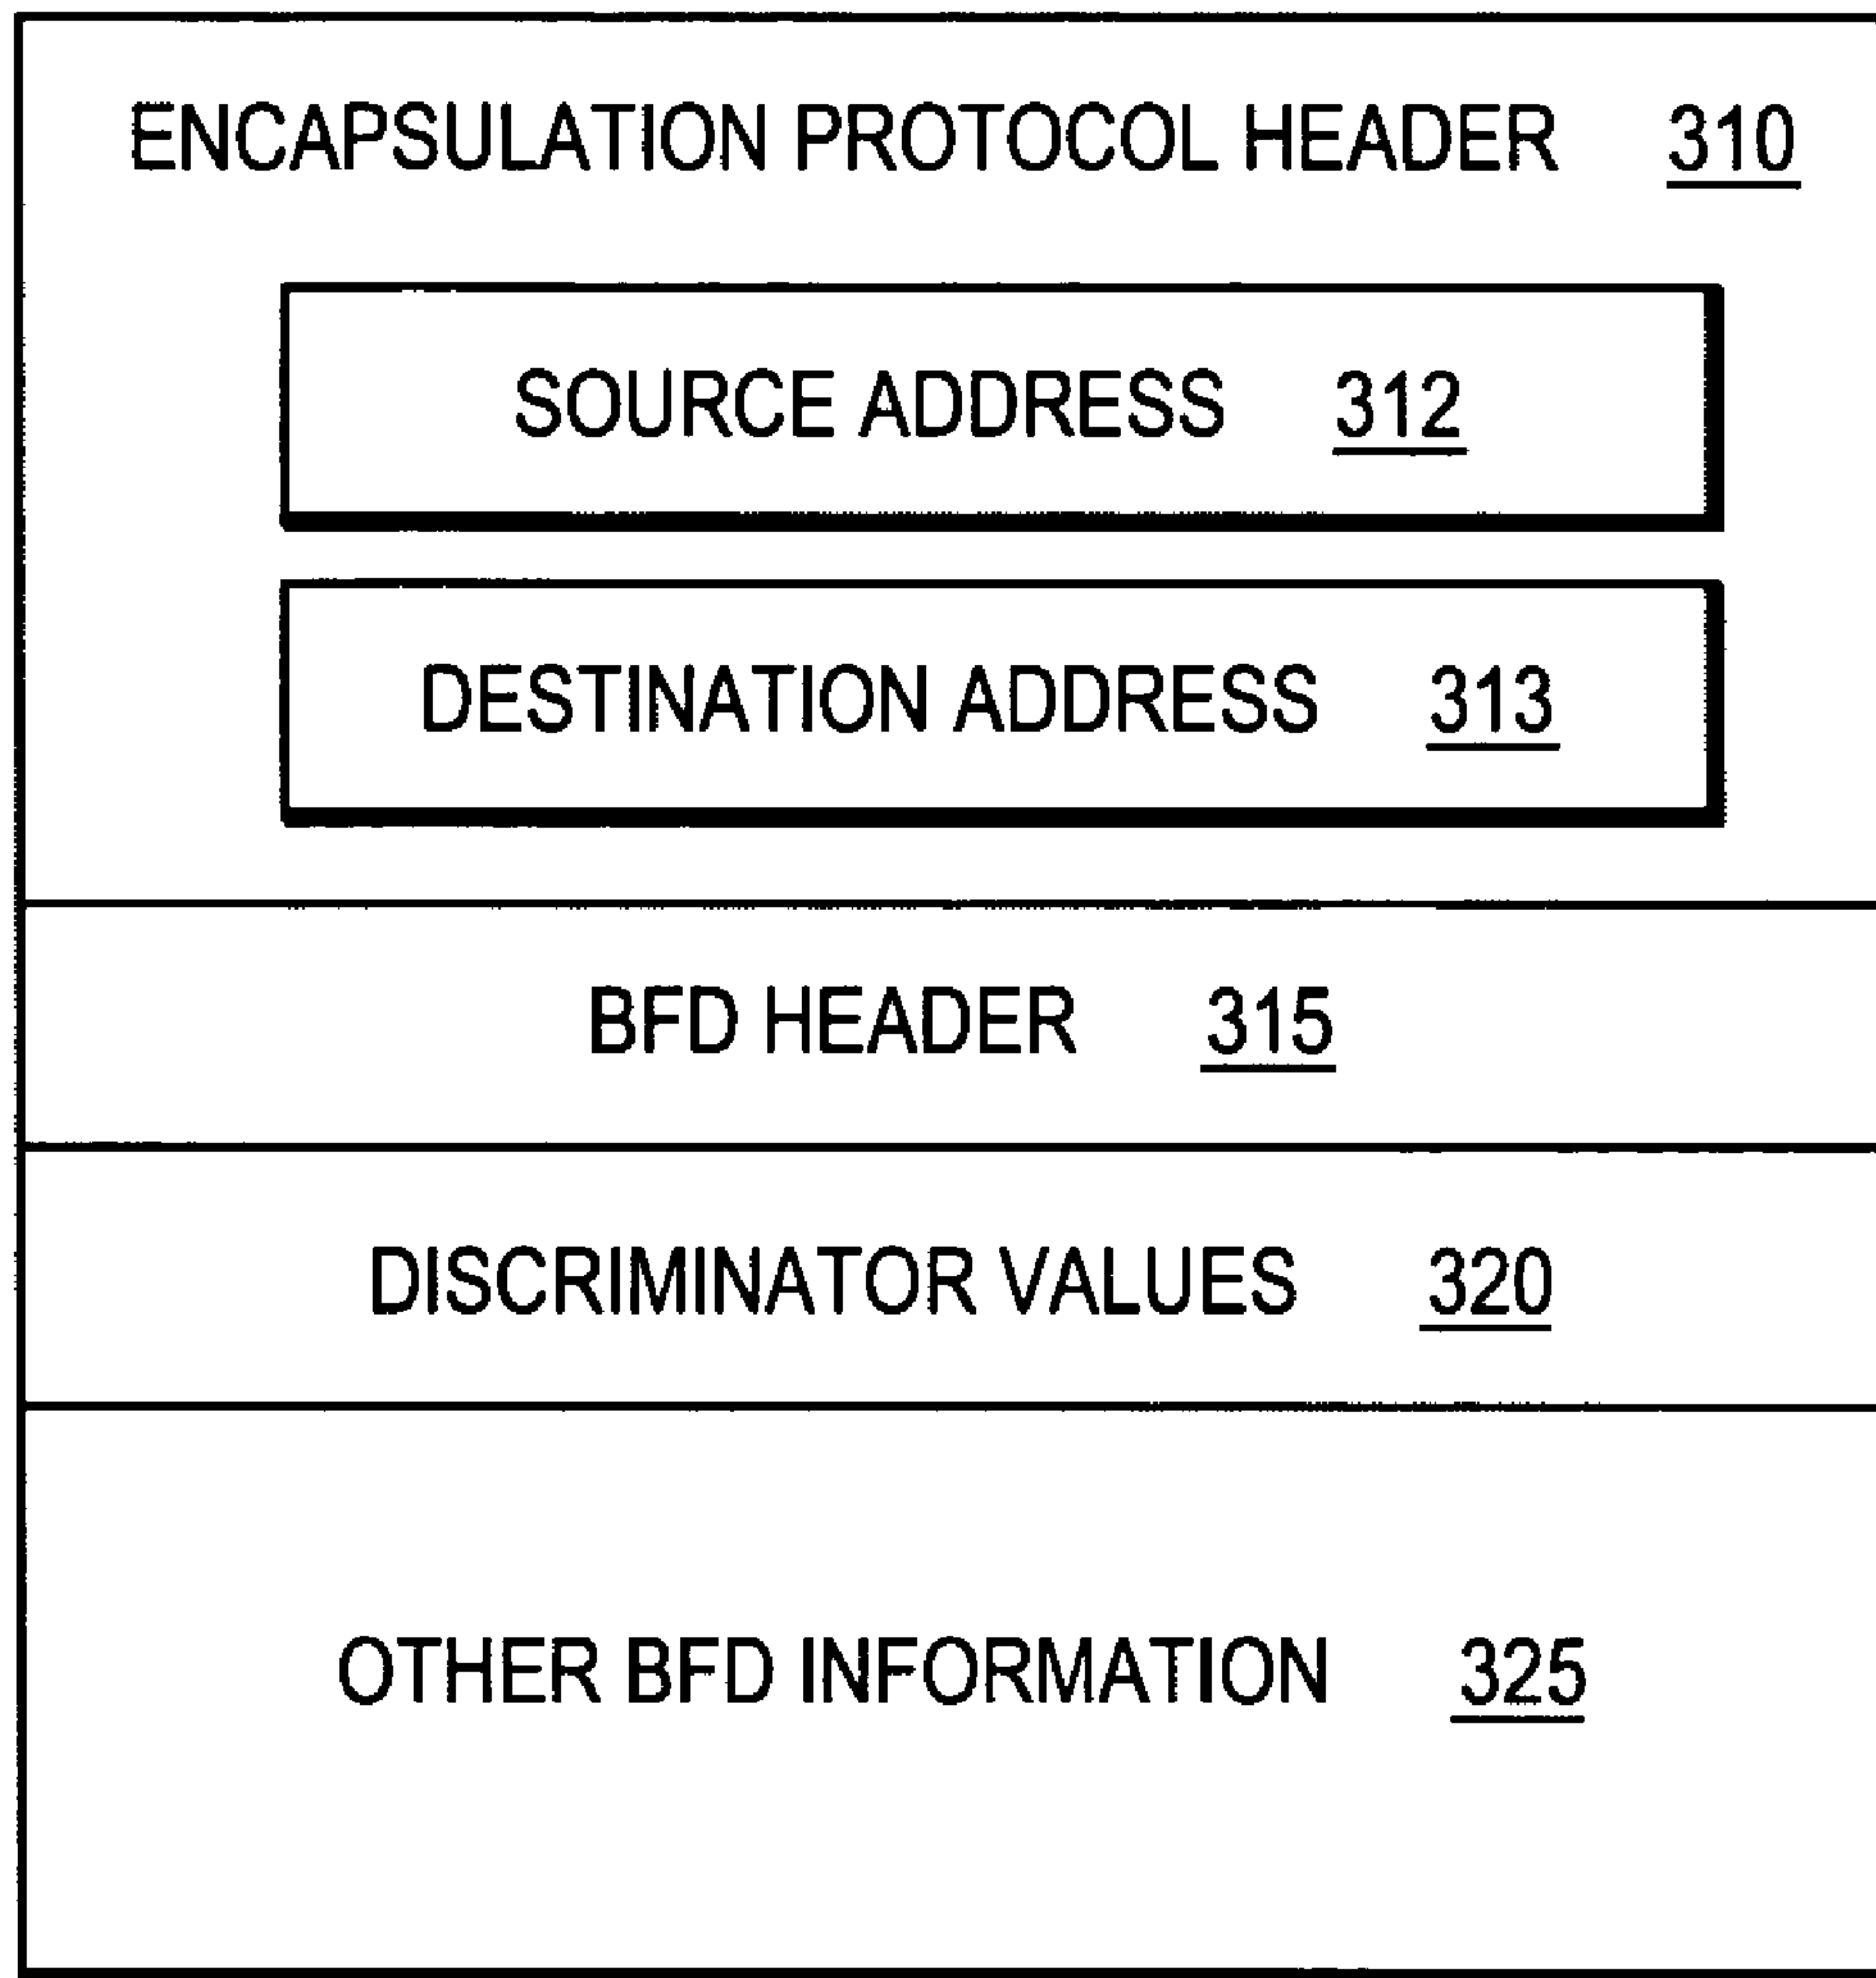 ENCAPSULATION PROTOCOL HEADER 310
SOURCE ADDRESS 312
DESTINATION ADDRESS 313
BFD HEADER 315
DISCRIMINATOR VALUES 320
OTHER BFD INFORMATION 325